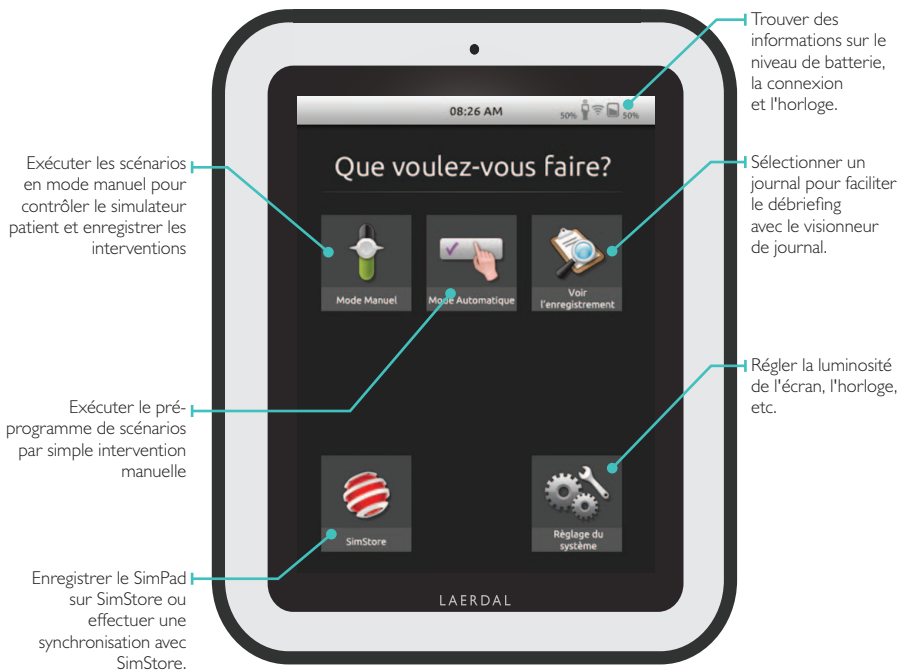 Trouver des
informations sur le
niveau de batterie,
la connexion
et l'horloge.
08:26 AM
50%
50%
Que voulez-vous faire?
Exécuter les scénarios
en mode manuel pour
contrôler le simulateur
patient et enregistrer les
interventions
Sélectionner un
journal pour faciliter
le débriefing
avec le visionneur
de journal.
Mode Manuel
Mode Automatique
Voir
l'enregistrement
Régler la luminosité
de l'écran, l'horloge,
etc.
Exécuter le pré-
programme de scénarios
par simple intervention
manuelle
SimStore
Règlage du
système
Enregistrer le SimPad
sur SimStore ou
effectuer une
synchronisation avec
SimStore.
LAERDAL